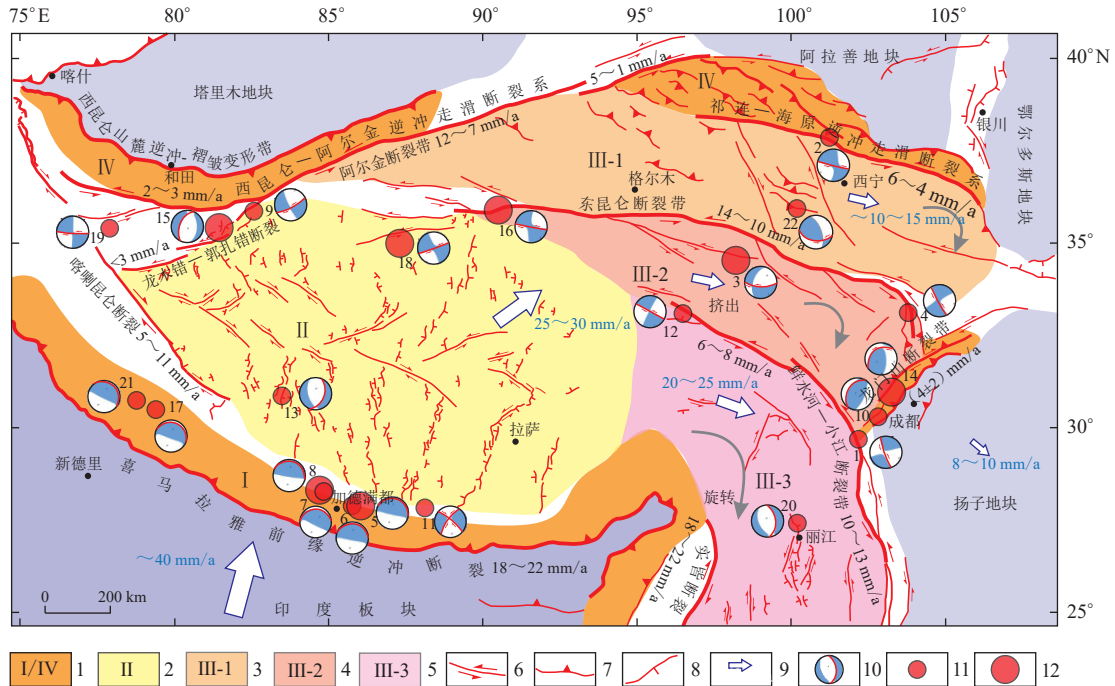 75°E
80°
85°
90°
95°
100°
105°
40°N
35°
30°
25°
喀什
塔里木地块
阿拉善地块
5～1 mm/a
IV
祁连—海原逆冲走滑断裂系
银川
鄂尔多斯地块
西昆仑山麓逆冲-褶皱变形带
和田
IV
2～3 mm/a
西昆仑—阿尔金逆冲走滑断裂系
阿尔金断裂带 12～7 mm/a
III-1
格尔木
2
西宁
6～4 mm/a
～10～15 mm/a
东昆仑断裂带
14～10 mm/a
22
15
9
19
<3 mm/a
龙木错—郭扎错断裂
16
18
III-2
3
挤出
4
12
喀喇昆仑断裂 5～11 mm/a
II
25～30 mm/a
6～8 mm/a
20～25 mm/a
鲜水河—小江断裂带 10～13 mm/a
龙门山断裂带
(4±2) mm/a
14
10
成都
1
21
17
13
拉萨
新德里
I
8
7
加德满都
6
5
11
喜马拉雅前缘逆冲断裂 18～22 mm/a
～40 mm/a
印度板块
旋转
III-3
20
丽江
8～10 mm/a
扬子地块
18～22 mm/a
实皆断裂
0 200 km
I/IV 1 II 2 III-1 3 III-2 4 III-3 5 6 7 8 9 10 11 12